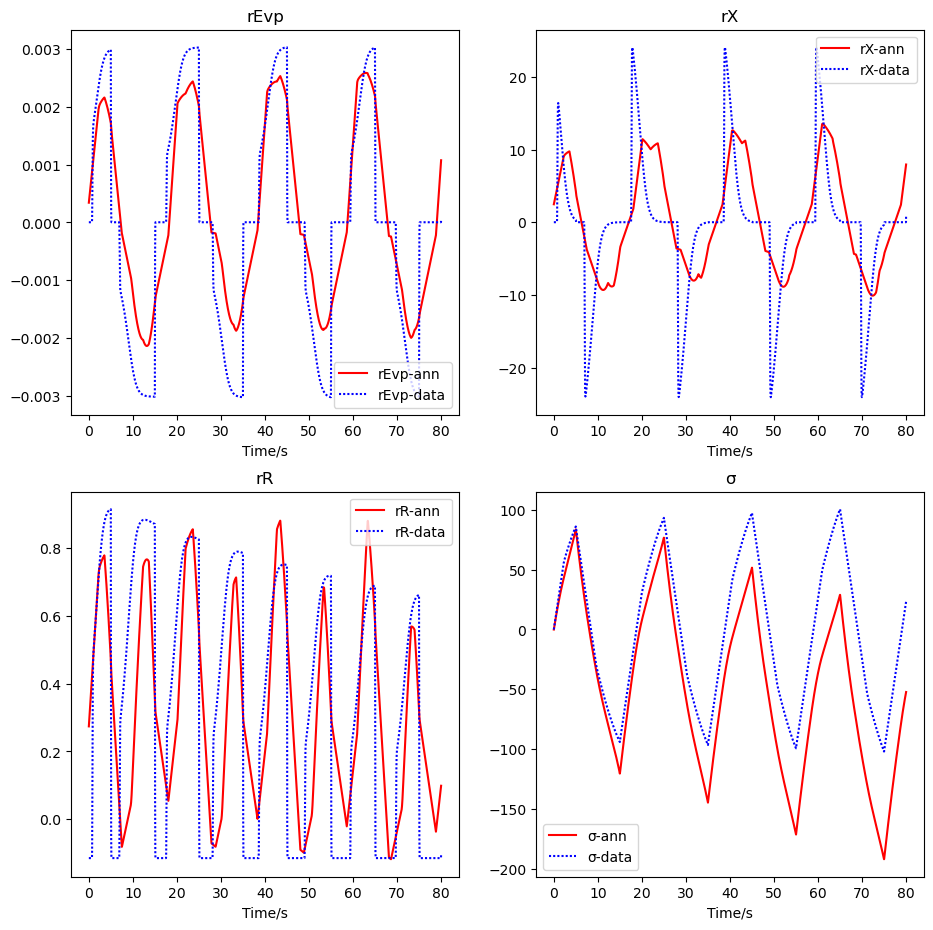 rEvp
0.003
0.002
0.001
0.000
−0.001
−0.002
−0.003
rEvp-ann
rEvp-data
0 10 20 30 40 50 60 70 80
Time/s
rX
20
10
0
−10
−20
rX-ann
rX-data
0 10 20 30 40 50 60 70 80
Time/s
rR
0.8
0.6
0.4
0.2
0.0
rR-ann
rR-data
0 10 20 30 40 50 60 70 80
Time/s
σ
100
50
0
−50
−100
−150
−200
σ-ann
σ-data
0 10 20 30 40 50 60 70 80
Time/s